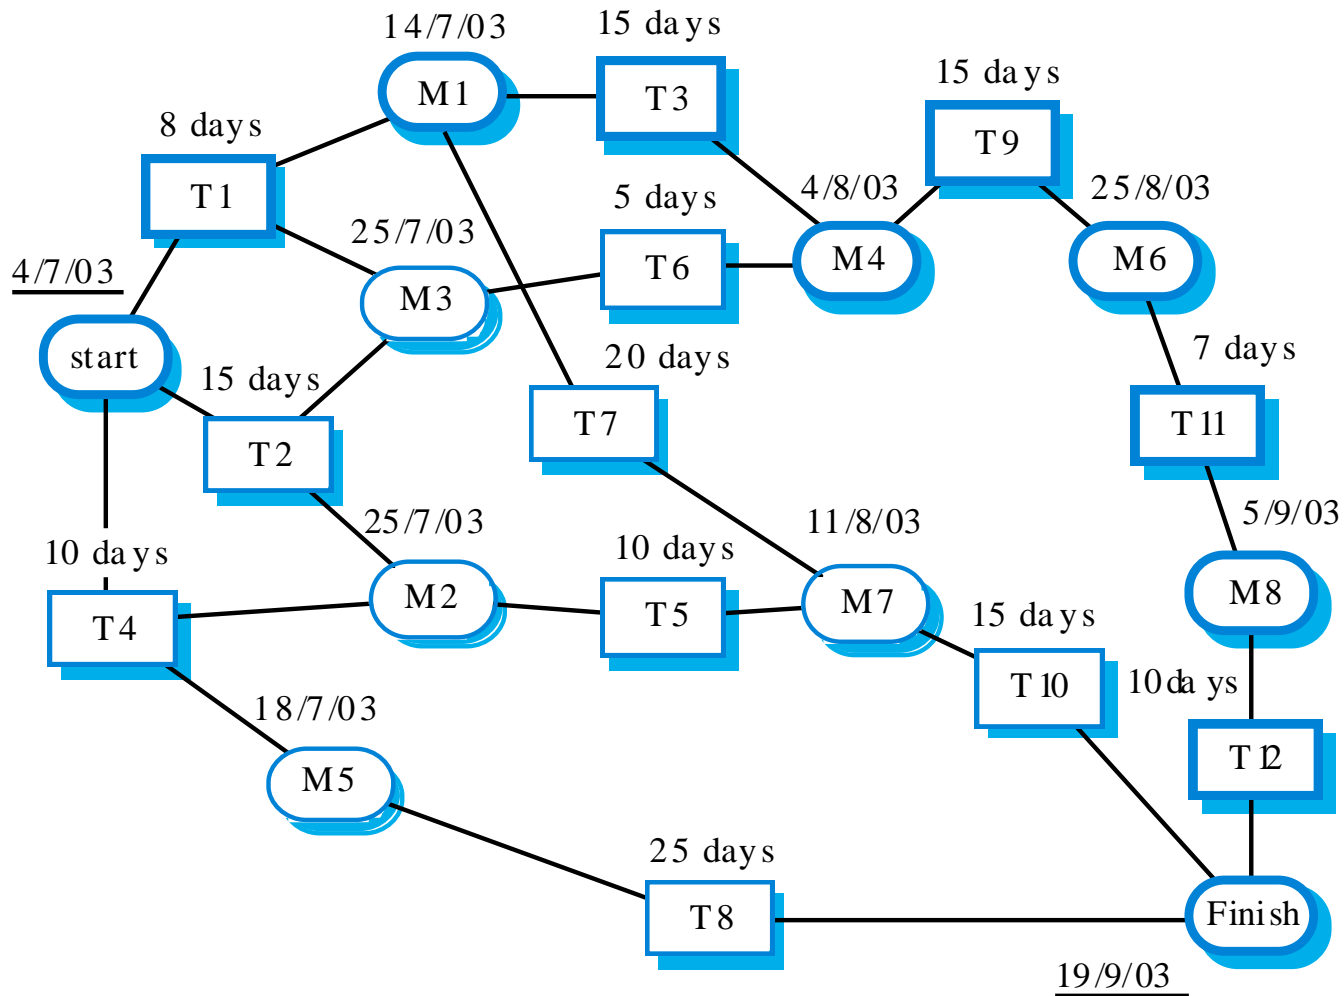 14/7/03
15 days
M1
T3
15 days
8 days
T9
T1
5 days
4/8/03
25/8/03
25/7/03
T6
M4
M6
4/7/03
M3
start
20 days
7 days
15 days
T7
T11
T2
25/7/03
11/8/03
5/9/03
10 days
10 days
M2
M7
M8
T4
T5
15 days
T10
10 days
18/7/03
M5
T12
25 days
T8
Finish
19/9/03